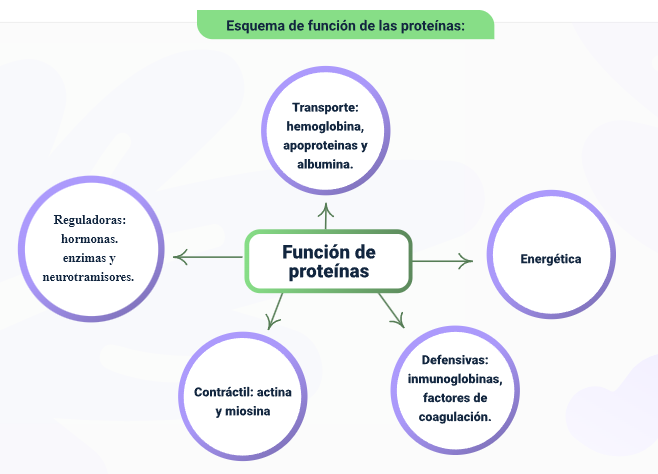 Esquema de función de las proteínas:
Transporte:
hemoglobina,
apoproteinas y
albumina.
Reguladoras:
hormonas.
enzimas y
neurotramisores.
Función de
proteínas
Energética
Contráctil: actina
y miosina
Defensivas:
inmunoglobinas,
factores de
coagulación.